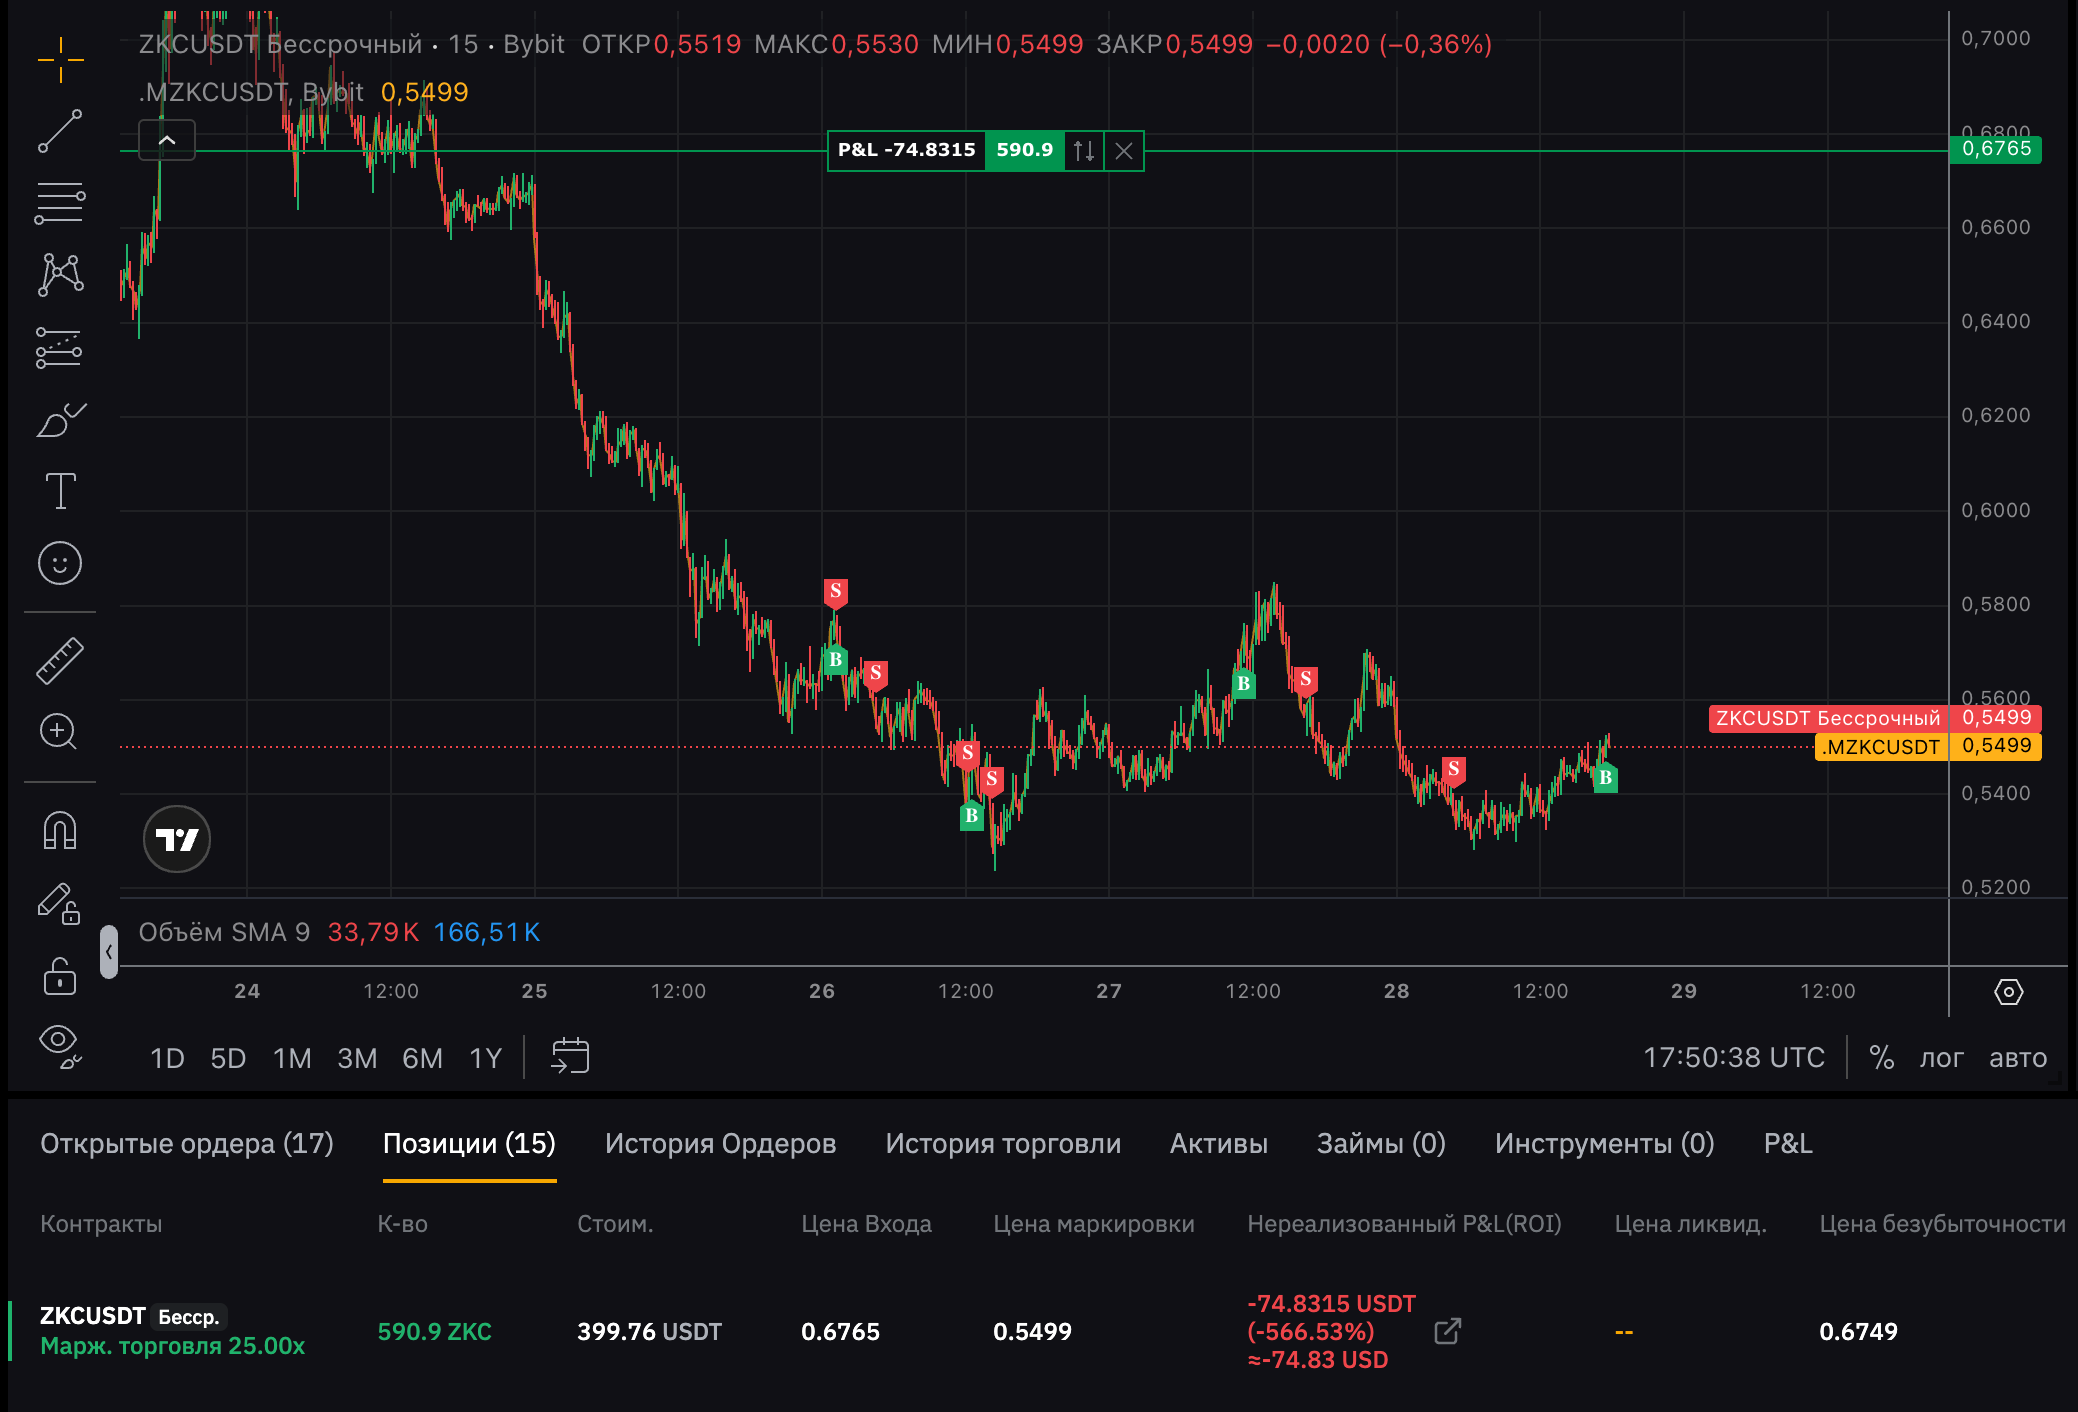 ZKCUSDT Бессрочный · 15 · Bybit ОТКР0,5519 МАКС0,5530 МИН0,5499 ЗАКР0,5499 −0,0020 (−0,36%)
.MZKCUSDT, Bybit 0,5499
P&L -74.8315 590.9
0,7000
0,6800
0,6765
0,6600
0,6400
0,6200
0,6000
0,5800
0,5600
ZKCUSDT Бессрочный 0,5499
.MZKCUSDT 0,5499
0,5400
0,5200
S
B
S
S
S
B
B
S
S
B
Объём SMA 9 33,79K 166,51K
24 12:00 25 12:00 26 12:00 27 12:00 28 12:00 29 12:00
1D 5D 1M 3M 6M 1Y 17:50:38 UTC % лог авто
Открытые ордера (17) Позиции (15) История Ордеров История торговли Активы Займы (0) Инструменты (0) P&L
Контракты К-во Стоим. Цена Входа Цена маркировки Нереализованный P&L(ROI) Цена ликвид. Цена безубыточности
ZKCUSDT Бесср.
Марж. торговля 25.00x
590.9 ZKC 399.76 USDT 0.6765 0.5499
-74.8315 USDT
(-566.53%)
≈-74.83 USD
-- 0.6749